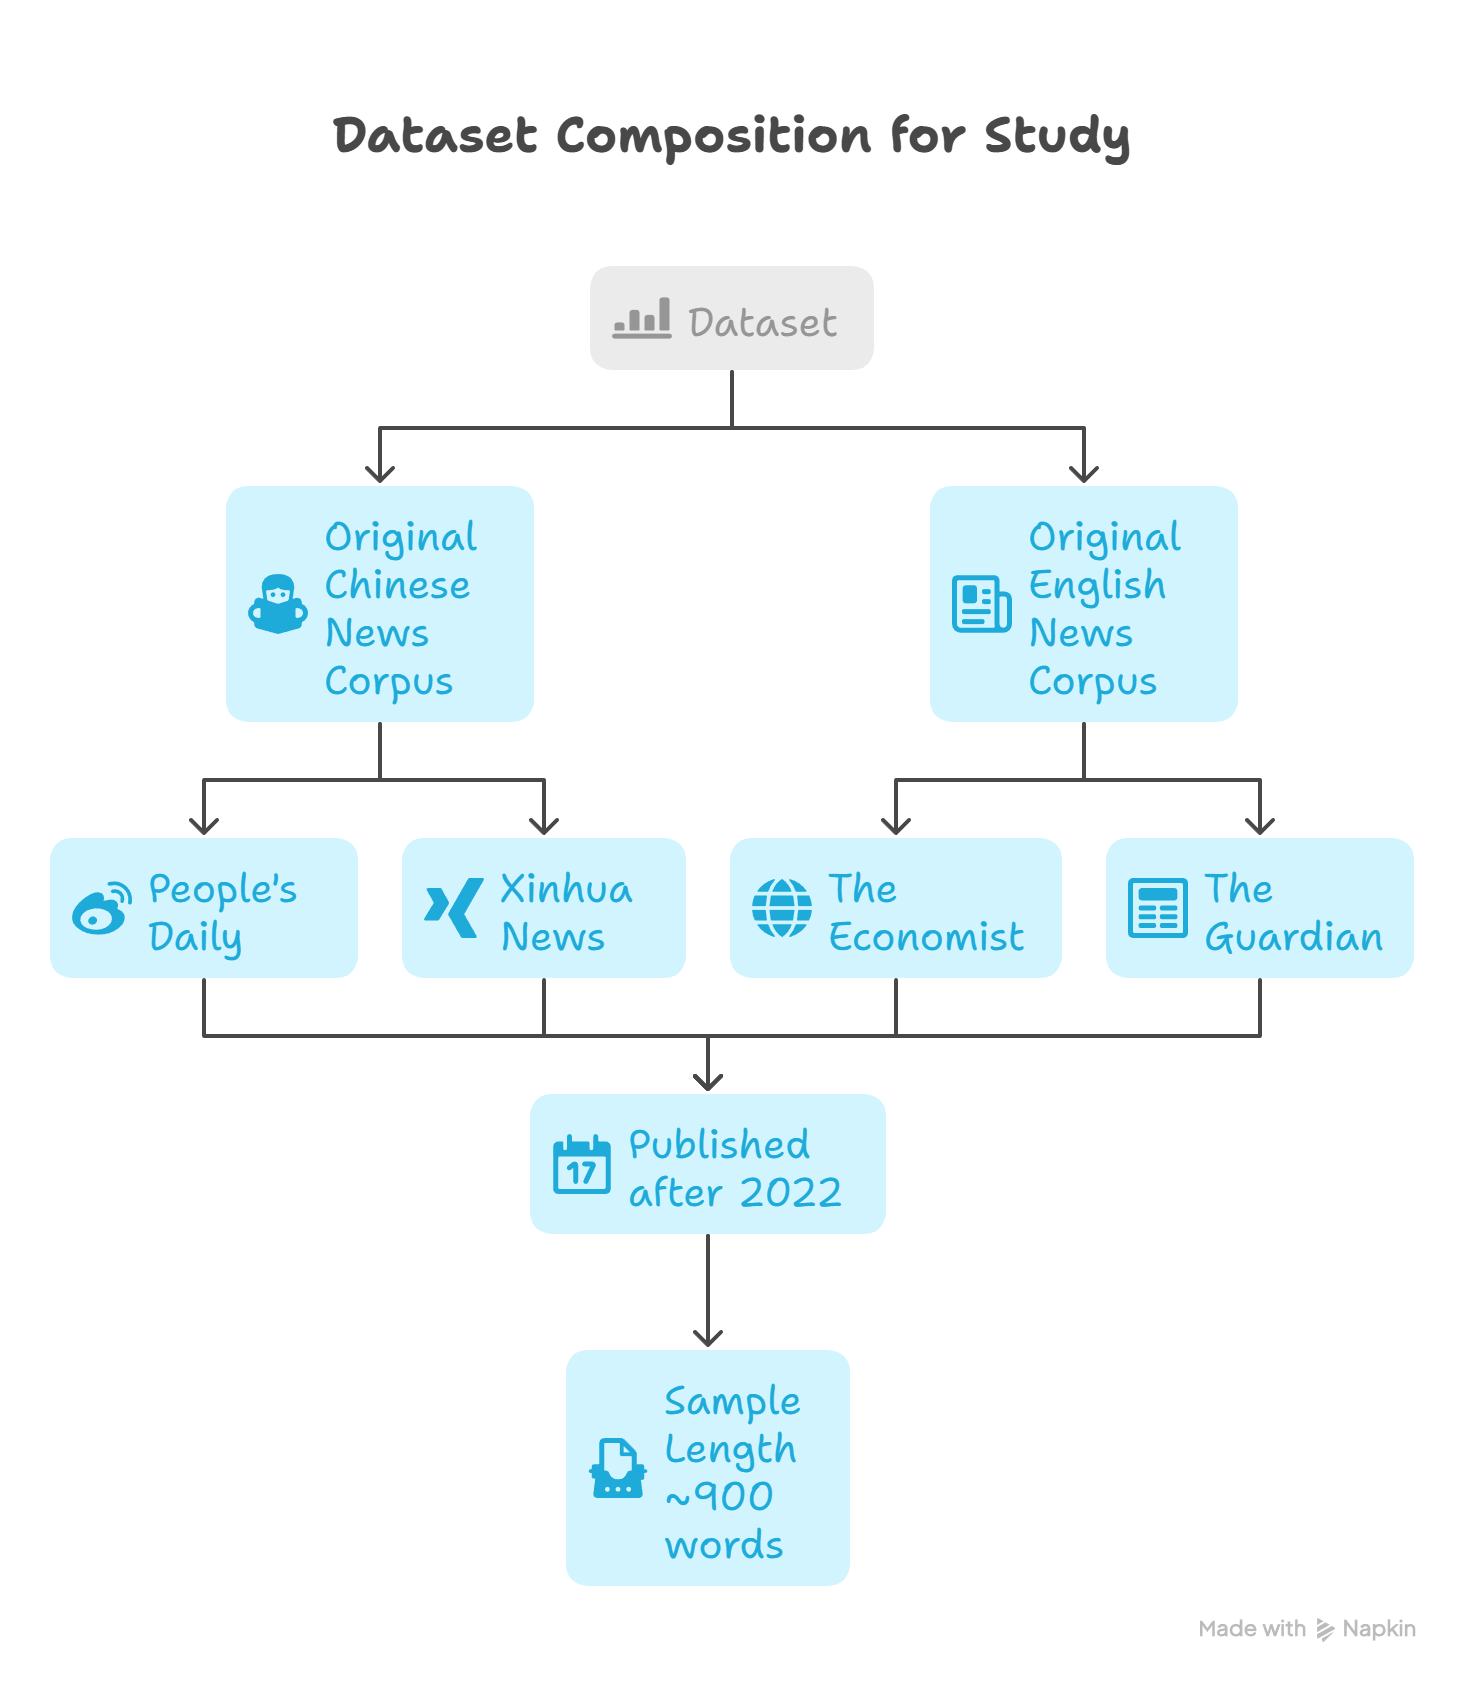 Dataset Composition for Study
Dataset
Original
Chinese
News
Corpus
Original
English
News
Corpus
People's
Daily
Xinhua
News
The
Economist
The
Guardian
17
Published
after 2022
Sample
Length
~900
words
Made with Napkin